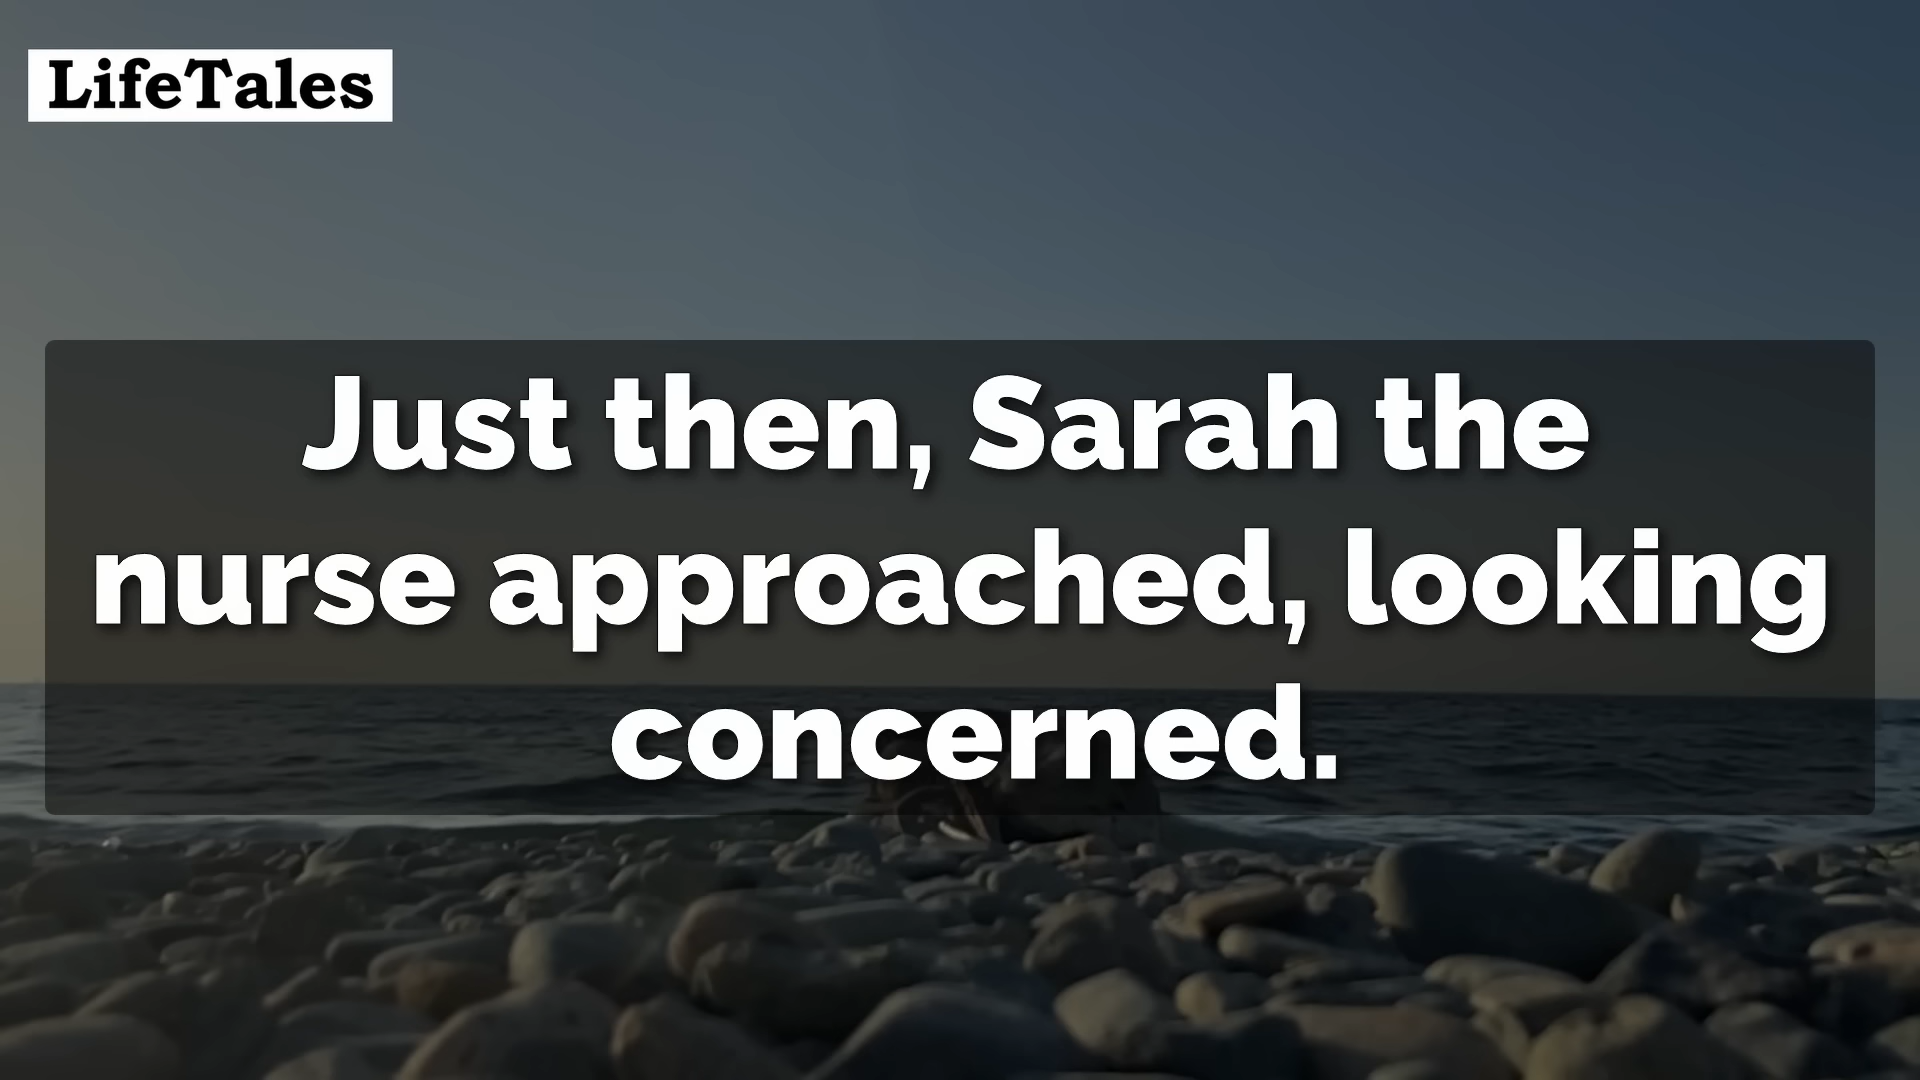 LifeTales
Just then, Sarah the
nurse approached, looking
concerned.